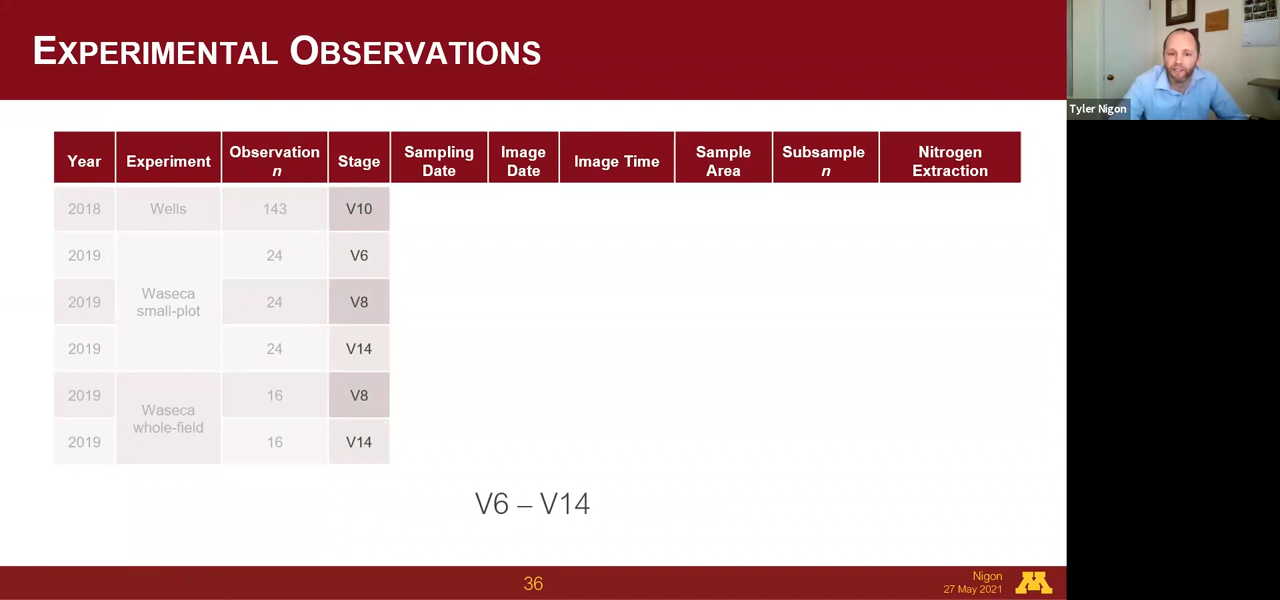 EXPERIMENTAL OBSERVATIONS
Tyler Nigon
Year Experiment Observation n Stage Sampling Date Image Date Image Time Sample Area Subsample n Nitrogen Extraction
2018 Wells 143 V10
2019 Waseca small-plot 24 V6
2019 24 V8
2019 24 V14
2019 Waseca whole-field 16 V8
2019 16 V14
V6 – V14
36
Nigon
27 May 2021
M